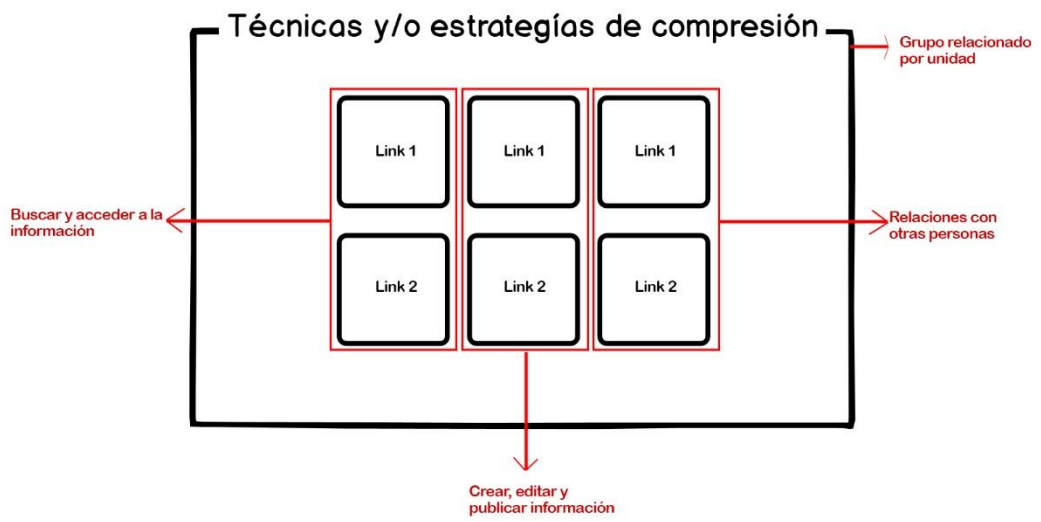 Técnicas y/o estrategías de compresión
Grupo relacionado
por unidad
Link 1
Link 1
Link 1
Buscar y acceder a la
información
Relaciones con
otras personas
Link 2
Link 2
Link 2
Crear, editar y
publicar información